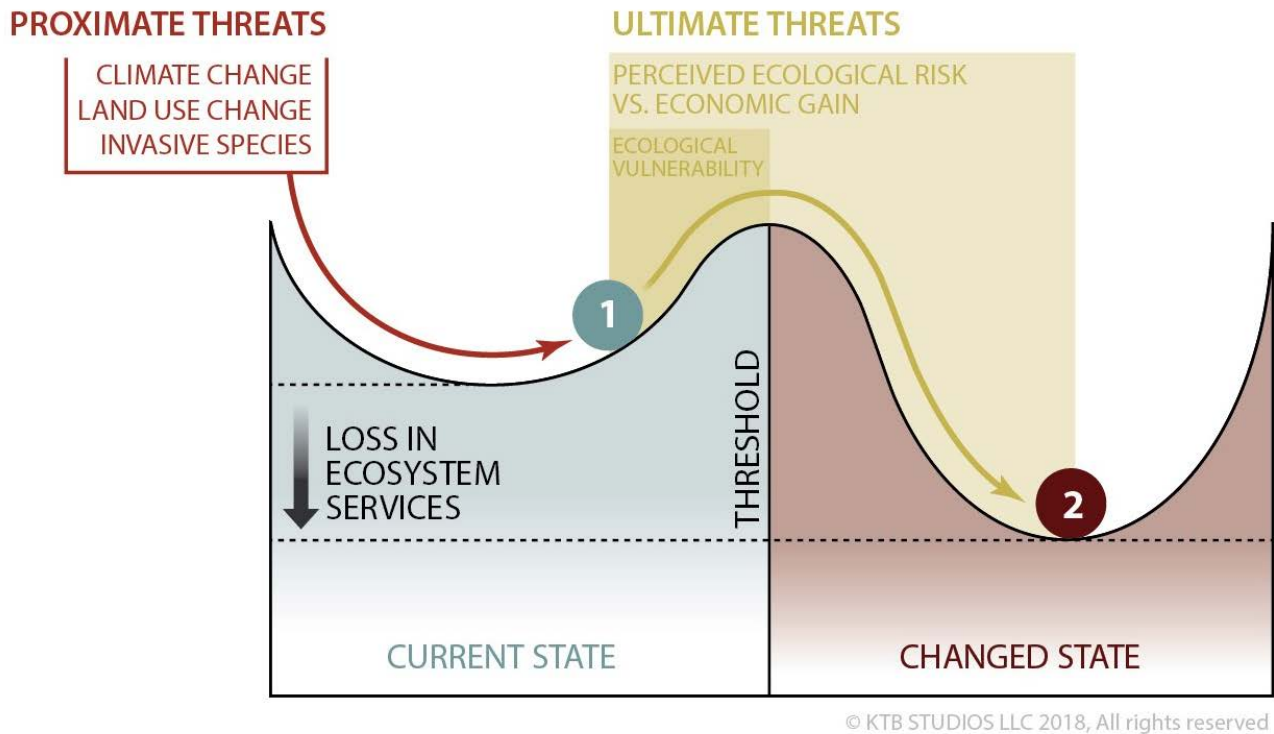 PROXIMATE THREATS
CLIMATE CHANGE
LAND USE CHANGE
INVASIVE SPECIES
ULTIMATE THREATS
PERCEIVED ECOLOGICAL RISK
VS. ECONOMIC GAIN
ECOLOGICAL
VULNERABILITY
1
LOSS IN
ECOSYSTEM
SERVICES
THRESHOLD
2
CURRENT STATE
CHANGED STATE
© KTB STUDIOS LLC 2018, All rights reserved